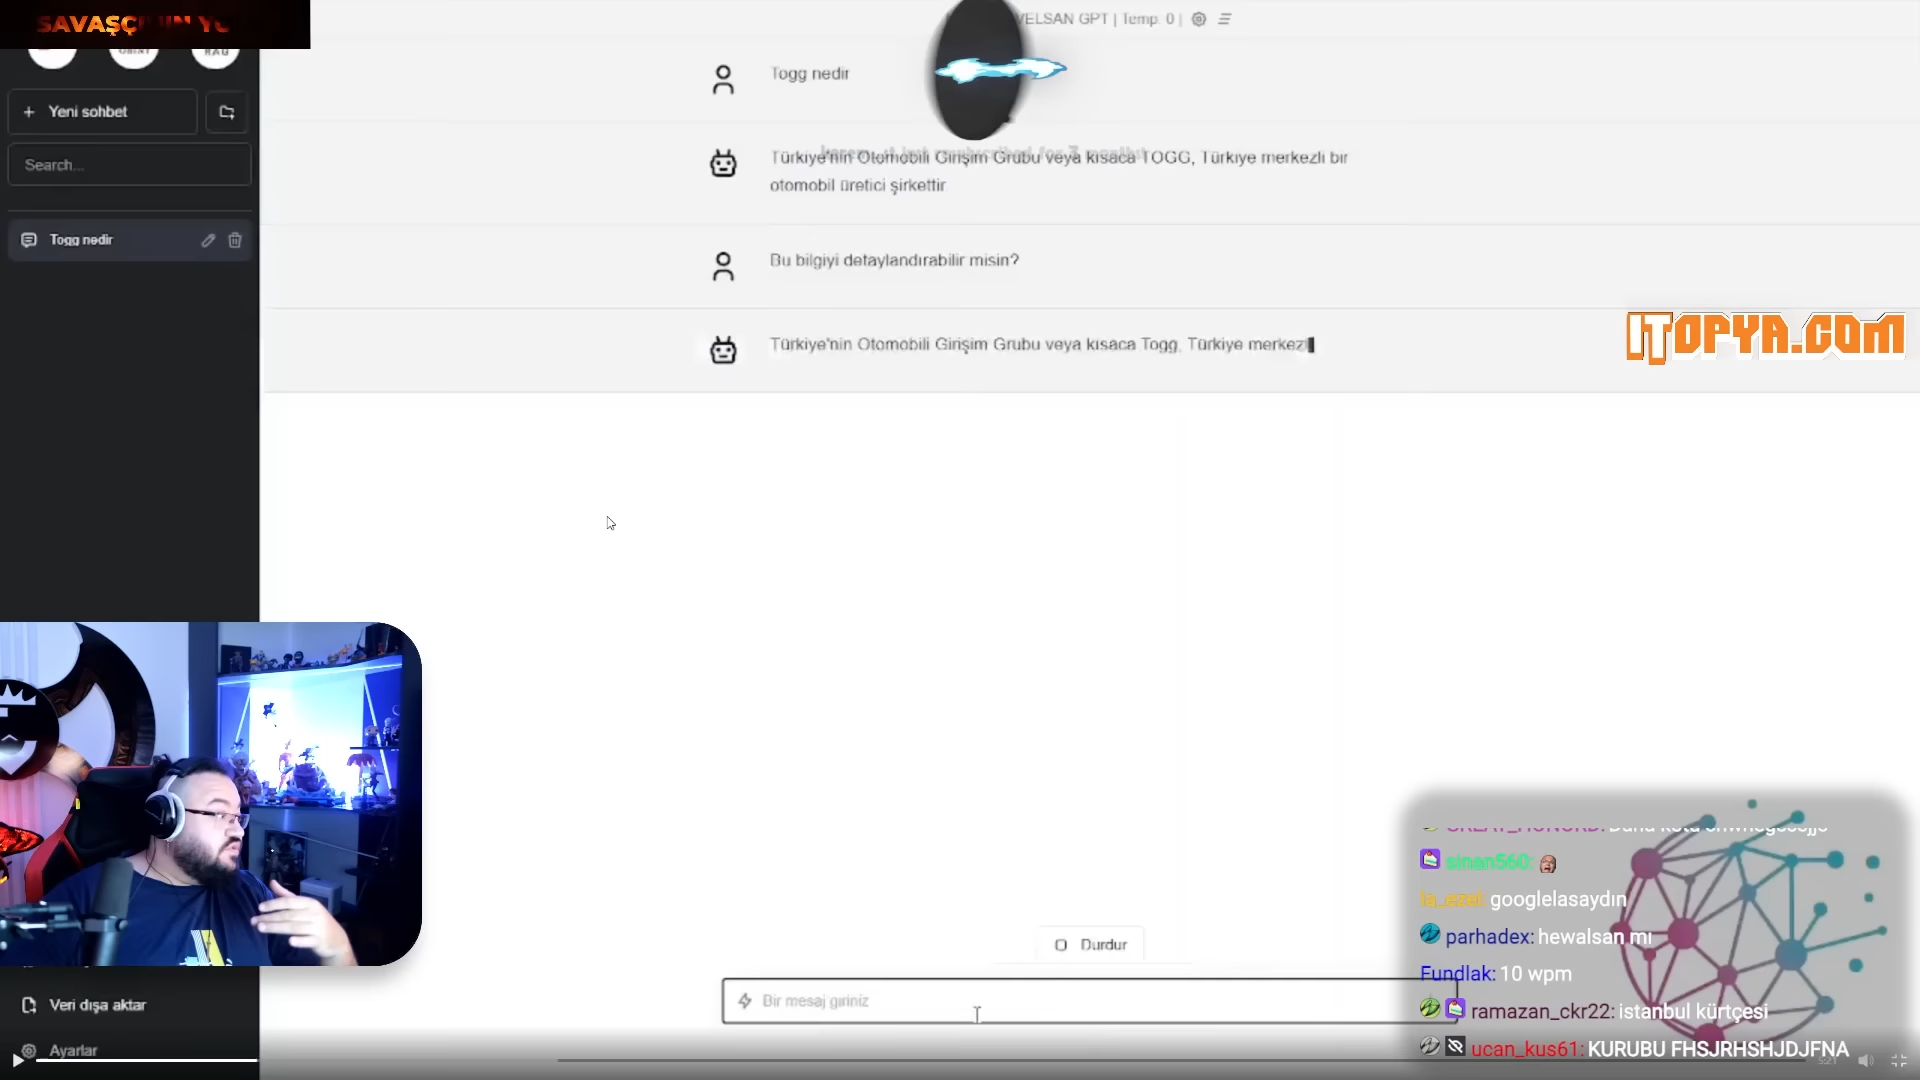 VELSAN GPT | Temp. 0 |
RAG
+ Yeni sohbet
Search...
Togg nedir
Togg nedir
Türkiye'nin Otomobili Girişim Grubu veya kısaca TOGG, Türkiye merkezli bir
otomobil üretici şirkettir
Bu bilgiyi detaylandırabilir misin?
Türkiye'nin Otomobili Girişim Grubu veya kısaca Togg, Türkiye merkezl
ITOPYA.COM
Durdur
Bir mesaj giriniz
Veri dışa aktar
Ayarlar
sinan560:
googlelasaydın
parhadex: hewalsan mı
Fundlak: 10 wpm
ramazan_ckr22: istanbul kürtçesi
ucan_kus61: KURUBU FHSJRHSHJDJFNA